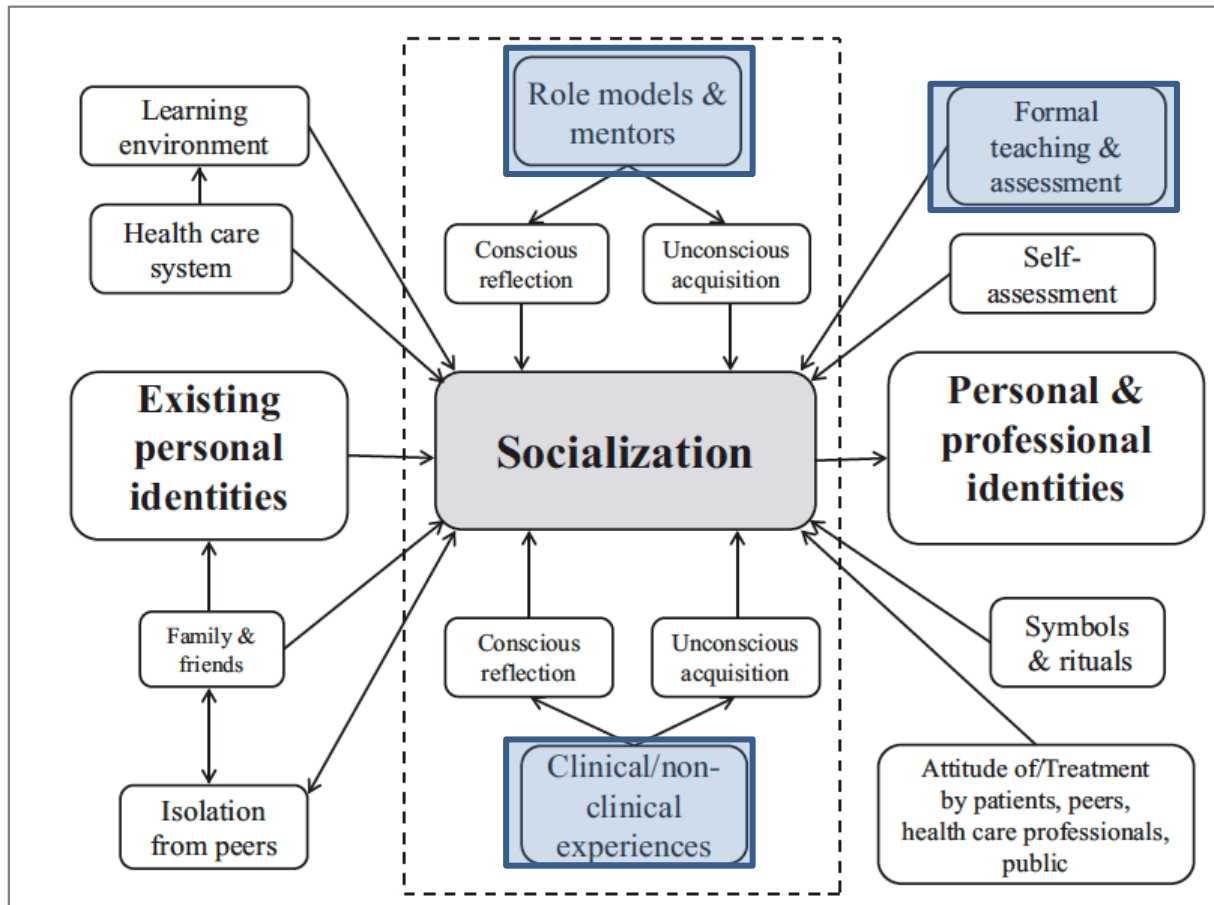 Learning
environment
Health care
system
Role models &
mentors
Conscious
reflection
Unconscious
acquisition
Formal
teaching &
assessment
Self-
assessment
Existing
personal
identities
Socialization
Personal &
professional
identities
Family &
friends
Isolation
from peers
Conscious
reflection
Unconscious
acquisition
Clinical/non-
clinical
experiences
Symbols
& rituals
Attitude of/Treatment
by patients, peers,
health care professionals,
public